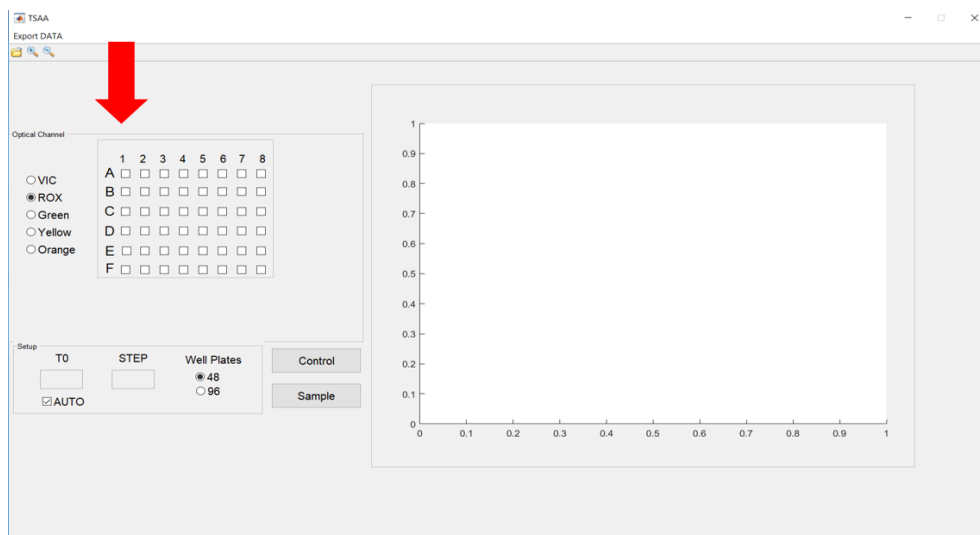 TSAA
Export DATA
Optical Channel
1 2 3 4 5 6 7 8
A
B
C
D
E
F
VIC
ROX
Green
Yellow
Orange
Setup
T0 STEP Well Plates
48
96
AUTO
Control
Sample
1
0.9
0.8
0.7
0.6
0.5
0.4
0.3
0.2
0.1
0
0 0.1 0.2 0.3 0.4 0.5 0.6 0.7 0.8 0.9 1